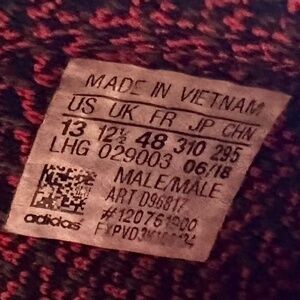 MADE IN VIETNAM
US UK FR JP CHN
13 12½ 48 310 295
LHG 029003 06/18
MALE/MALE
ART D96817
#120761900
adidas